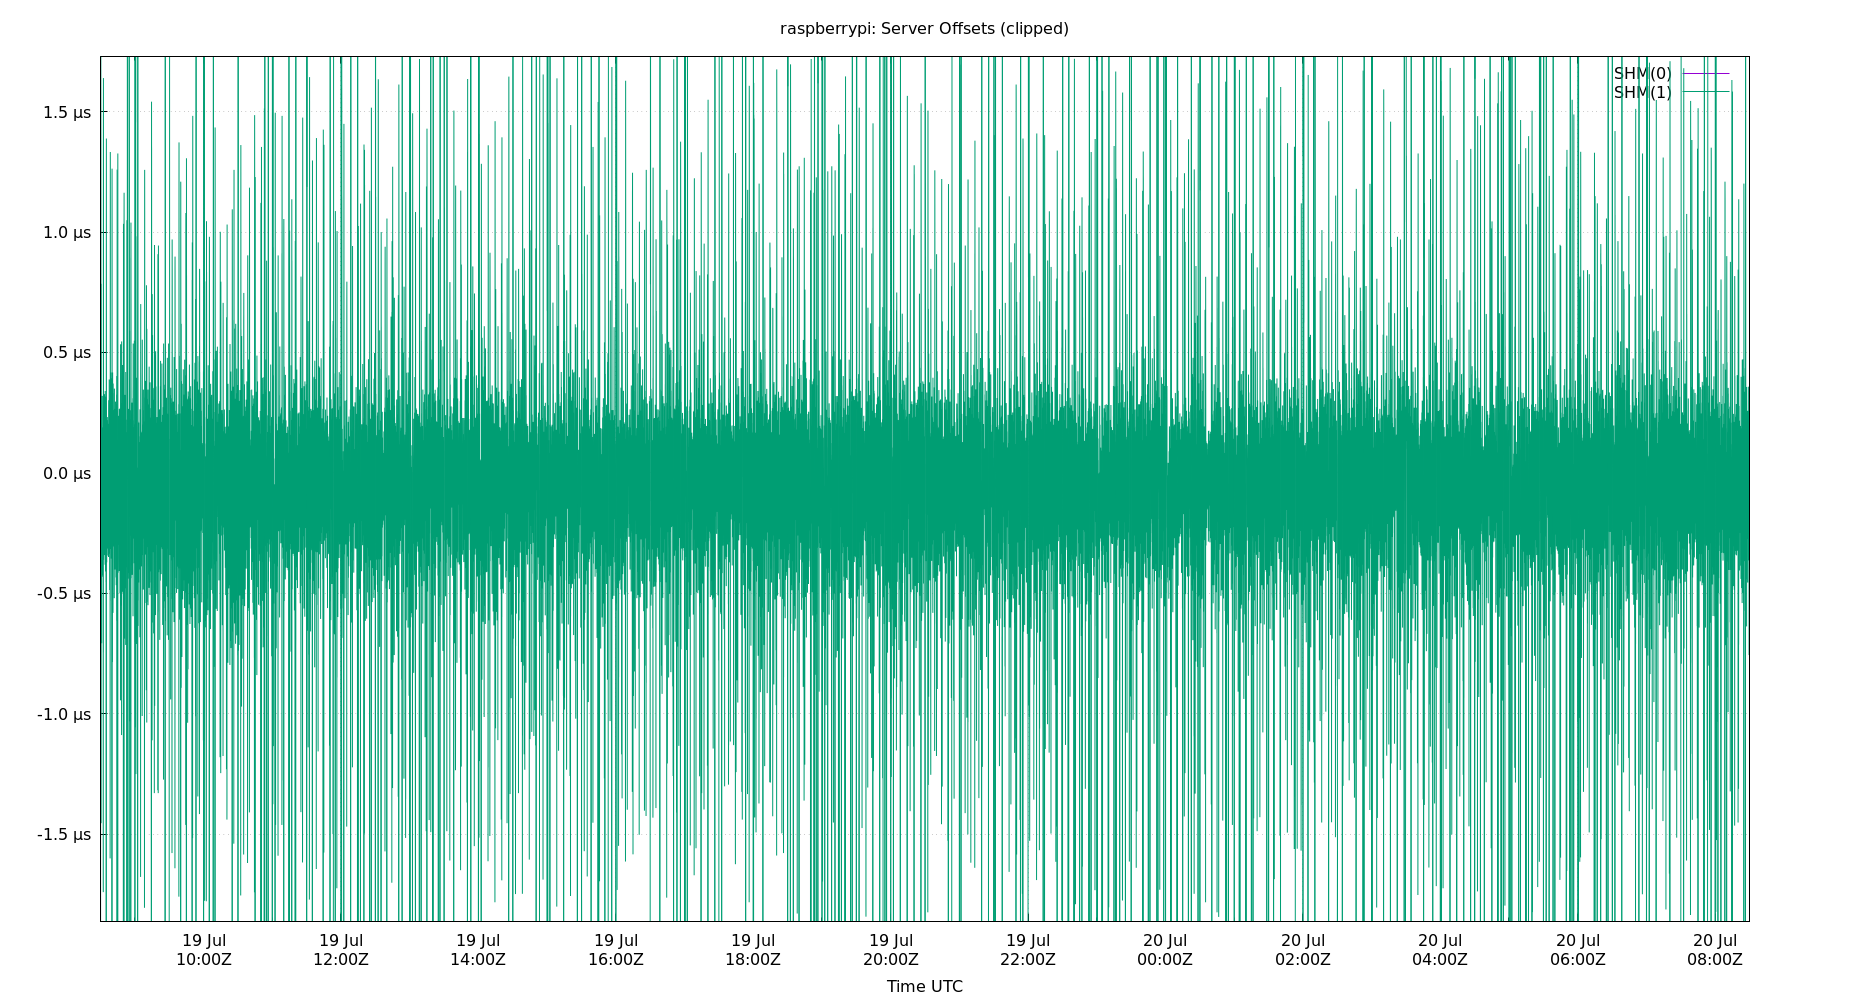 raspberrypi: Server Offsets (clipped)
SHM(0)
SHM(1)
1.5 µs
1.0 µs
0.5 µs
0.0 µs
-0.5 µs
-1.0 µs
-1.5 µs
19 Jul 19 Jul 19 Jul 19 Jul 19 Jul 19 Jul 19 Jul 20 Jul 20 Jul 20 Jul 20 Jul 20 Jul
10:00Z 12:00Z 14:00Z 16:00Z 18:00Z 20:00Z 22:00Z 00:00Z 02:00Z 04:00Z 06:00Z 08:00Z
Time UTC